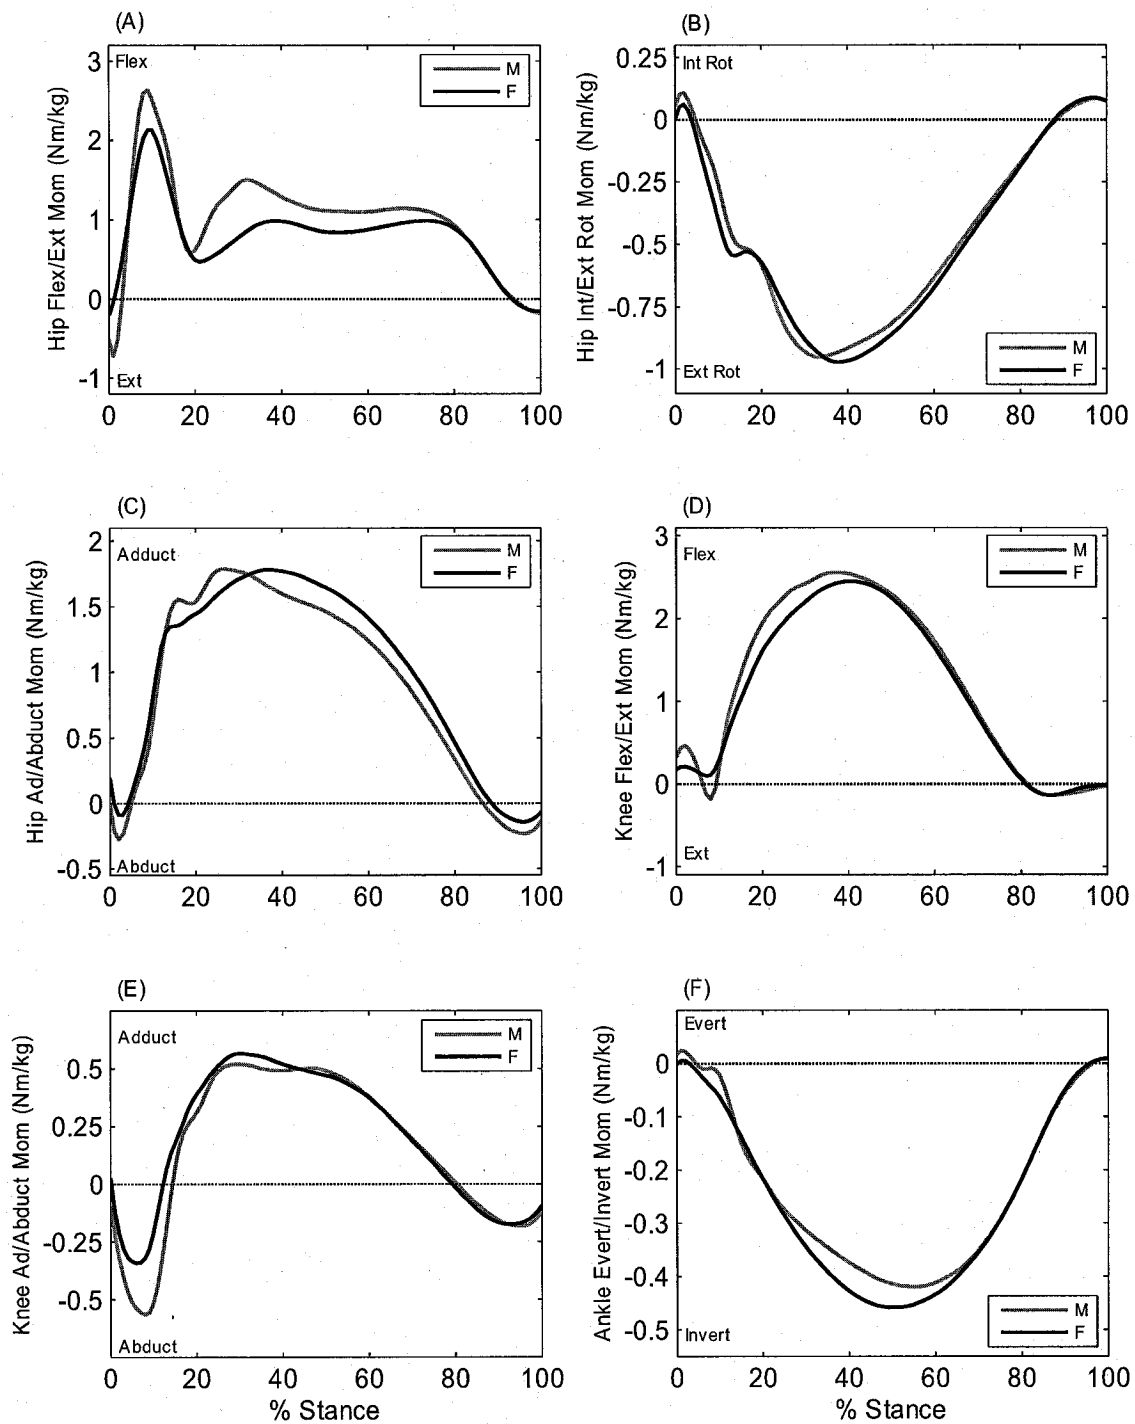 (A)
Hip Flex/Ext Mom (Nm/kg)
3
2
1
0
-1
Flex
Ext
M
F
0 20 40 60 80 100
(B)
Hip Int/Ext Rot Mom (Nm/kg)
0.25
0
-0.25
-0.5
-0.75
-1
Int Rot
Ext Rot
M
F
0 20 40 60 80 100
(C)
Hip Ad/Abduct Mom (Nm/kg)
2
1.5
1
0.5
0
-0.5
Adduct
Abduct
M
F
0 20 40 60 80 100
(D)
Knee Flex/Ext Mom (Nm/kg)
3
2
1
0
-1
Flex
Ext
M
F
0 20 40 60 80 100
(E)
Knee Ad/Abduct Mom (Nm/kg)
0.5
0.25
0
-0.25
-0.5
Adduct
Abduct
M
F
0 20 40 60 80 100
% Stance
(F)
Ankle Evert/Invert Mom (Nm/kg)
0
-0.1
-0.2
-0.3
-0.4
-0.5
Evert
Invert
M
F
0 20 40 60 80 100
% Stance